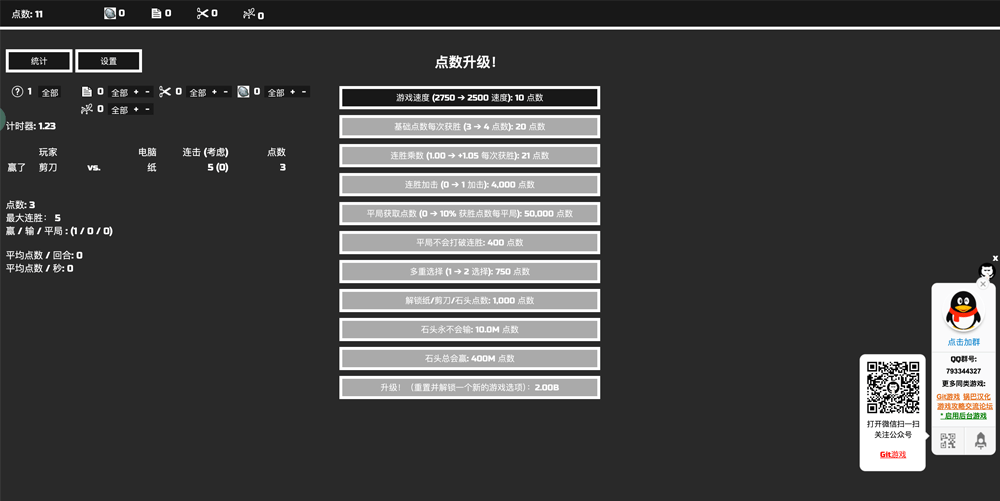 点数: 11 0 0 0 0
统计 设置
点数升级!
1 全部 0 全部 + - 0 全部 + - 0 全部 + -
0 全部 + -
计时器: 1.23
玩家 电脑 连击 (考虑) 点数
赢了 剪刀 vs. 纸 5 (0) 3
点数: 3
最大连胜: 5
赢 / 输 / 平局 : (1 / 0 / 0)
平均点数 / 回合: 0
平均点数 / 秒: 0
游戏速度 (2750 → 2500 速度): 10 点数
基础点数每次获胜 (3 → 4 点数): 20 点数
连胜乘数 (1.00 → +1.05 每次获胜): 21 点数
连胜加击 (0 → 1 加击): 4,000 点数
平局获取点数 (0 → 10% 获胜点数每平局): 50,000 点数
平局不会打破连胜: 400 点数
多重选择 (1 → 2 选择): 750 点数
解锁纸/剪刀/石头点数: 1,000 点数
石头永不会输: 10.0M 点数
石头总会赢: 400M 点数
升级! (重置并解锁一个新的游戏选项): 2.00B
x
×
点击加群
QQ群号:
793344327
更多同类游戏:
Git游戏 锅巴汉化
游戏攻略交流论坛
* 启用后台游戏
打开微信扫一扫
关注公众号
Git游戏